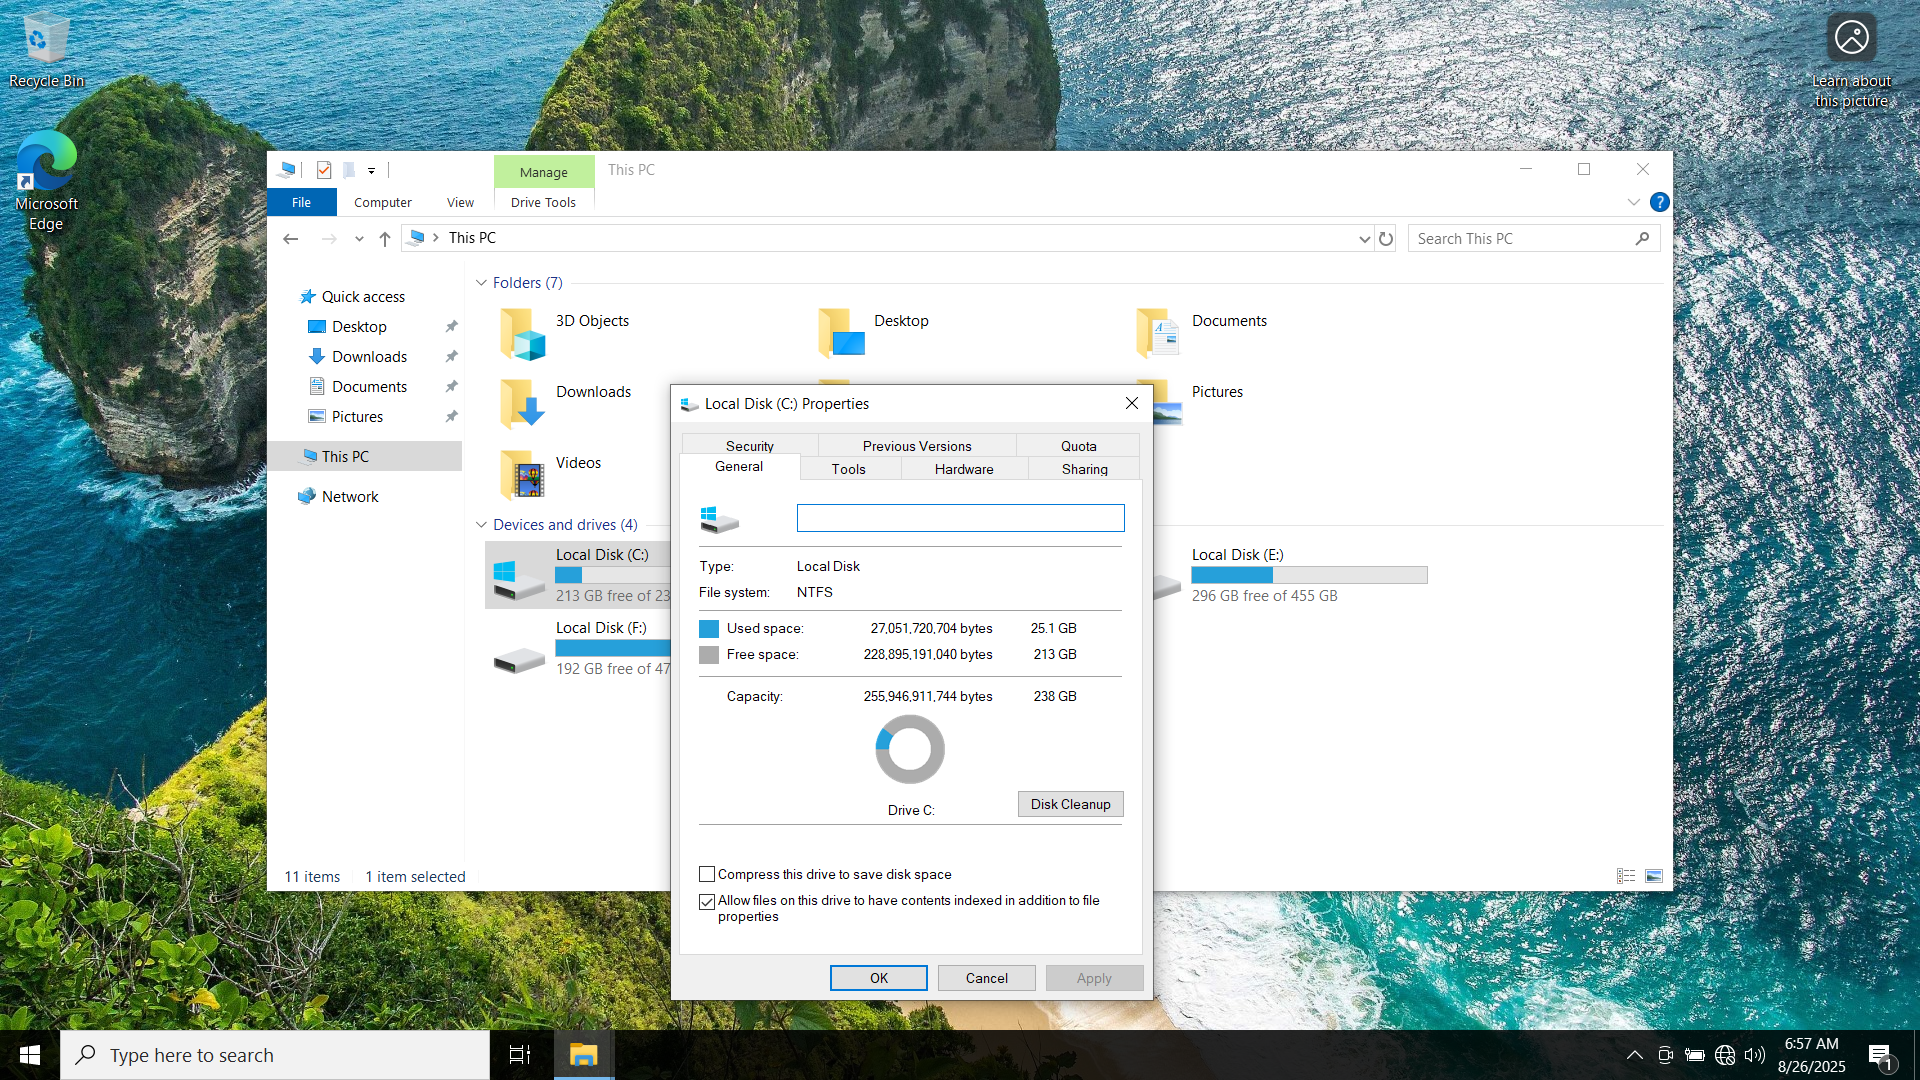 Recycle Bin
Microsoft
Edge
Learn about
this picture
Manage
This PC
File
Computer
View
Drive Tools
?
This PC
Search This PC
Quick access
Desktop
Downloads
Documents
Pictures
This PC
Network
Folders (7)
3D Objects
Desktop
Documents
Downloads
Pictures
Videos
Devices and drives (4)
Local Disk (C:)
213 GB free of 23
Local Disk (E:)
296 GB free of 455 GB
Local Disk (F:)
192 GB free of 47
11 items
1 item selected
Local Disk (C:) Properties
Security
Previous Versions
Quota
General
Tools
Hardware
Sharing
Type: Local Disk
File system: NTFS
Used space: 27,051,720,704 bytes 25.1 GB
Free space: 228,895,191,040 bytes 213 GB
Capacity: 255,946,911,744 bytes 238 GB
Drive C:
Disk Cleanup
Compress this drive to save disk space
Allow files on this drive to have contents indexed in addition to file
properties
OK
Cancel
Apply
Type here to search
6:57 AM
8/26/2025
1